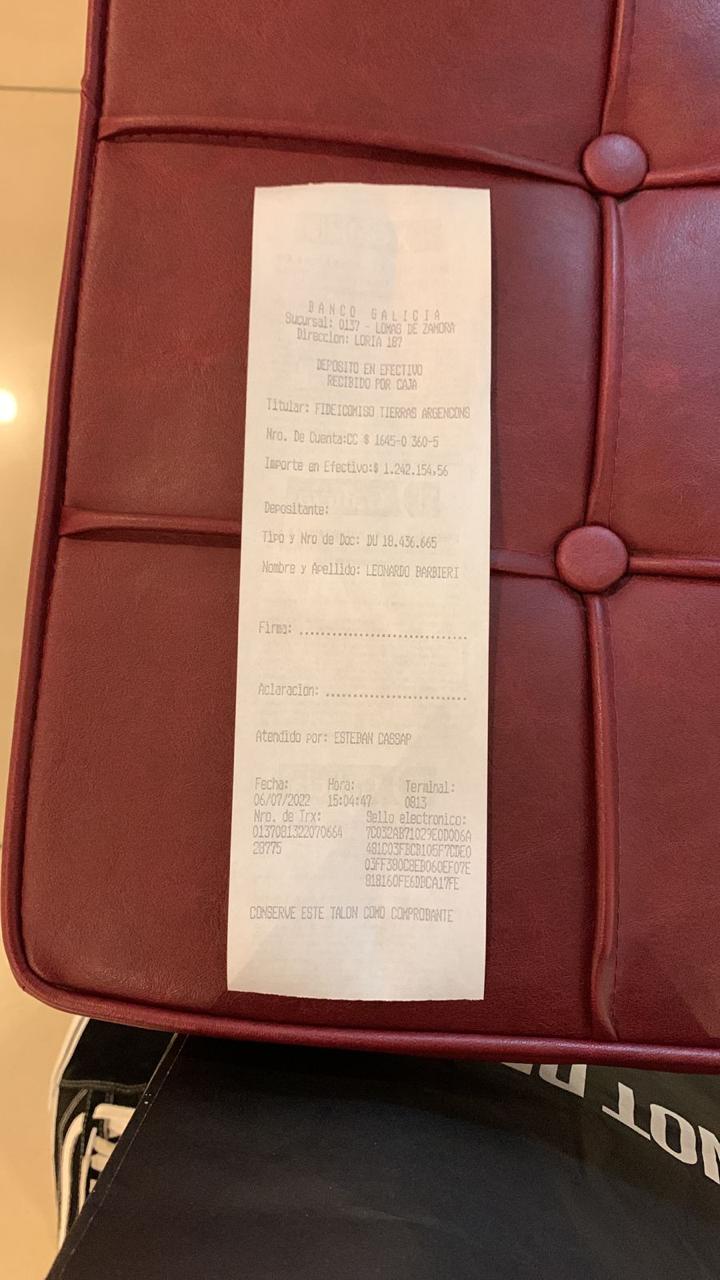 BANCO GALICIA
Sucursal: 0137 - LOMAS DE ZAMORA
Direccion: LORIA 187
DEPOSITO EN EFECTIVO
RECIBIDO POR CAJA
Titular: FIDEICOMISO TIERRAS ARGENCONS
Nro. De Cuenta:CC $ 1645-0 360-5
Importe en Efectivo:$ 1.242.154,56
Depositante:
Tipo y Nro de Doc: DU 18.436.665
Nombre y Apellido: LEONARDO BARBIERI
Firma: ................................
Aclaracion: ...........................
Atendido por: ESTEBAN CASSAP
Fecha: Hora: Terminal:
06/07/2022 15:04:47 0813
Nro. de Trx: Sello electronico:
0137081322070664 7C032AB71029E0D006A
28775 481C03FBCB105F7CDE0
03FF380C8EB060EF07E
818160FE6DBCA17FE
CONSERVE ESTE TALON COMO COMPROBANTE
NOT